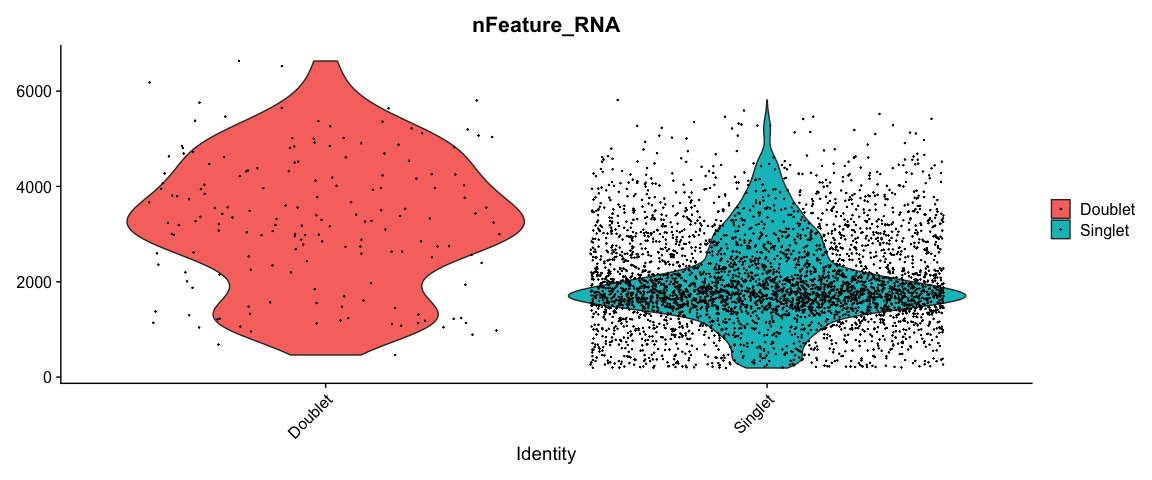 nFeature_RNA
6000
4000
2000
0
Doublet
Singlet
Identity
Doublet
Singlet